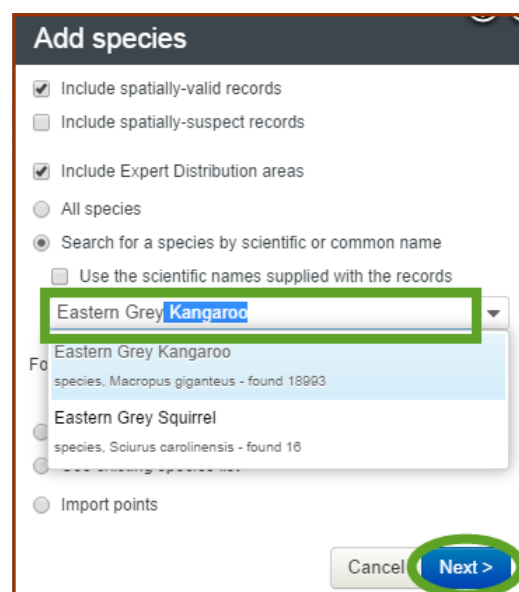 Add species
Include spatially-valid records
Include spatially-suspect records
Include Expert Distribution areas
All species
Search for a species by scientific or common name
Use the scientific names supplied with the records
Eastern Grey Kangaroo
Eastern Grey Kangaroo
Fo
species, Macropus giganteus - found 18993
Eastern Grey Squirrel
species, Sciurus carolinensis - found 16
Import points
Cancel Next >